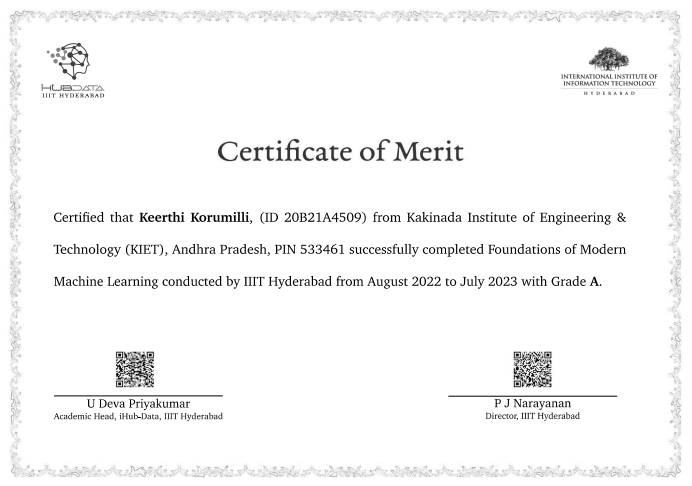 HUBDATA
IIIT HYDERABAD
INTERNATIONAL INSTITUTE OF
INFORMATION TECHNOLOGY
HYDERABAD
Certificate of Merit
Certified that Keerthi Korumilli, (ID 20B21A4509) from Kakinada Institute of Engineering &
Technology (KIET), Andhra Pradesh, PIN 533461 successfully completed Foundations of Modern
Machine Learning conducted by IIIT Hyderabad from August 2022 to July 2023 with Grade A.
U Deva Priyakumar
Academic Head, iHub-Data, IIIT Hyderabad
P J Narayanan
Director, IIIT Hyderabad